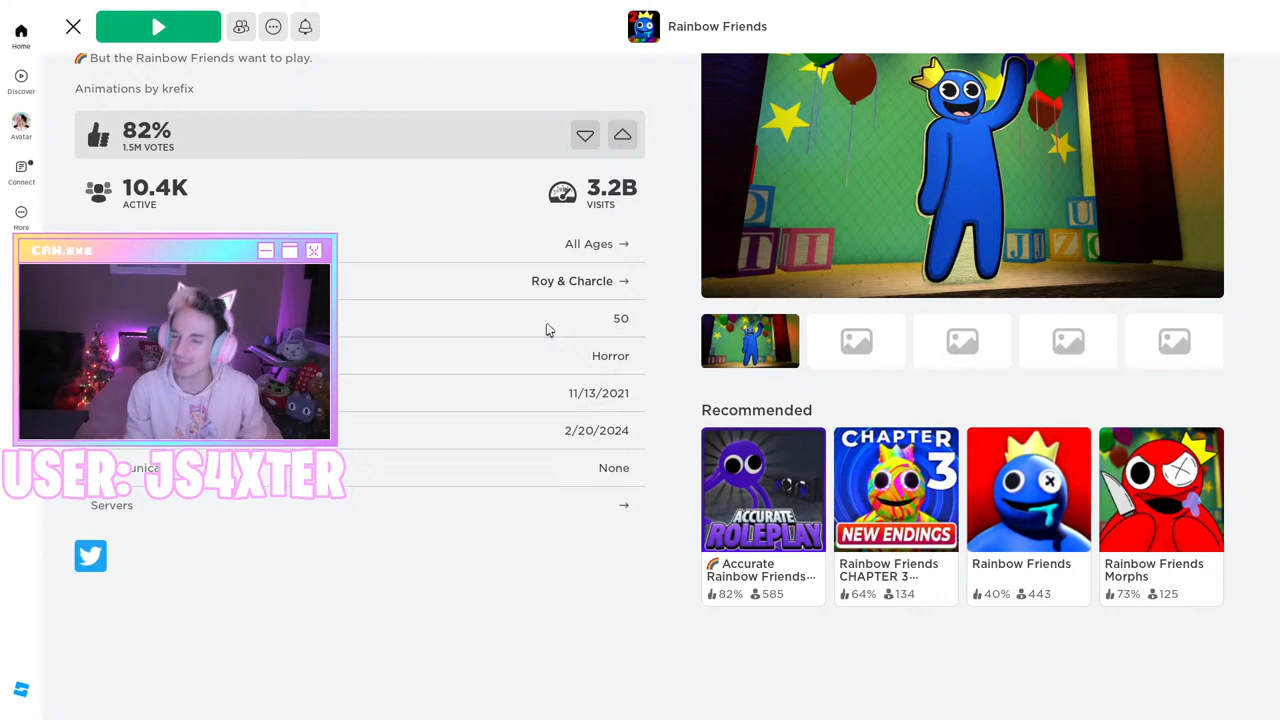 Rainbow Friends
Home
Discover
Avatar
Connect
More
🌈 But the Rainbow Friends want to play.
Animations by krefix
82%
1.5M VOTES
10.4K
ACTIVE
3.2B
VISITS
All Ages →
Roy & Charcle →
50
Horror
11/13/2021
2/20/2024
None
Servers →
CAM.EXE
USER: JS4XTER
Recommended
ACCURATE
ROLEPLAY
🌈 Accurate
Rainbow Friends...
82% 585
CHAPTER
3
NEW ENDINGS
Rainbow Friends
CHAPTER 3...
64% 134
Rainbow Friends
40% 443
Rainbow Friends
Morphs
73% 125